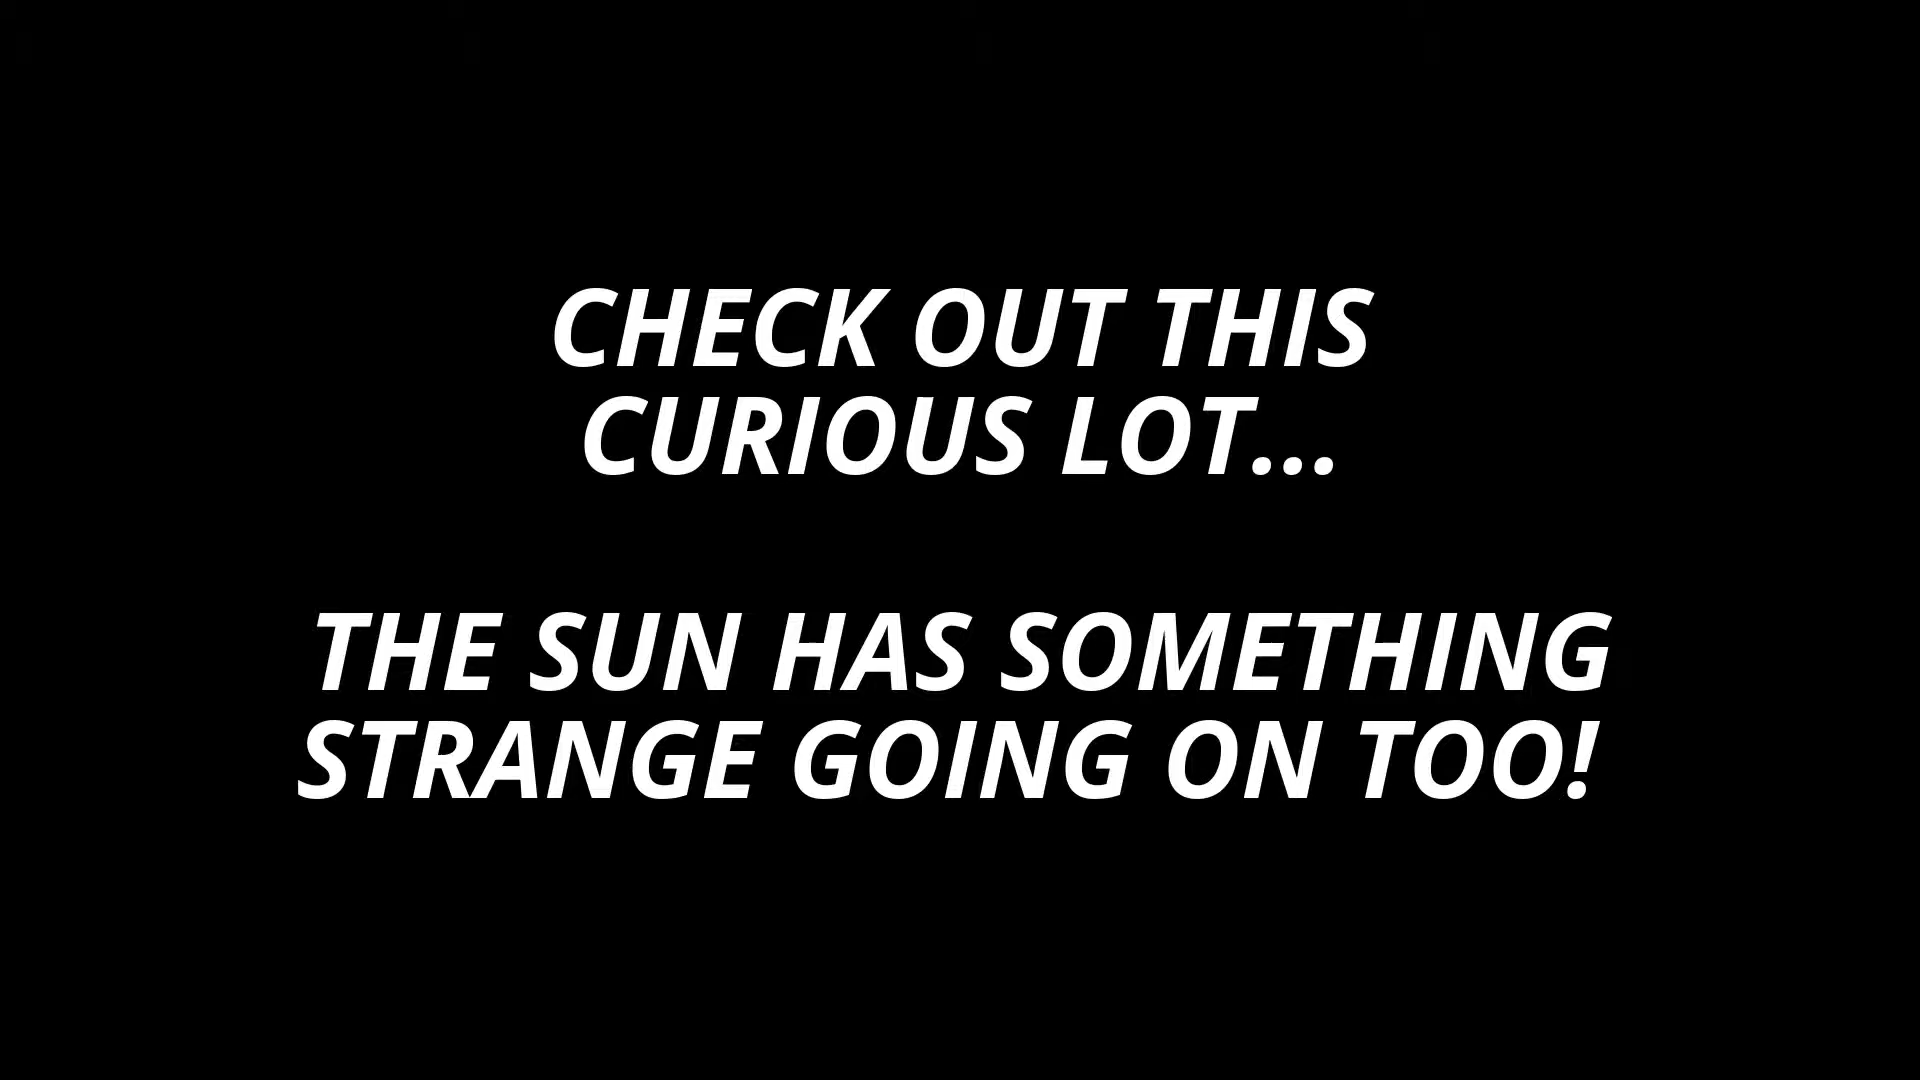 CHECK OUT THIS
CURIOUS LOT...
THE SUN HAS SOMETHING
STRANGE GOING ON TOO!